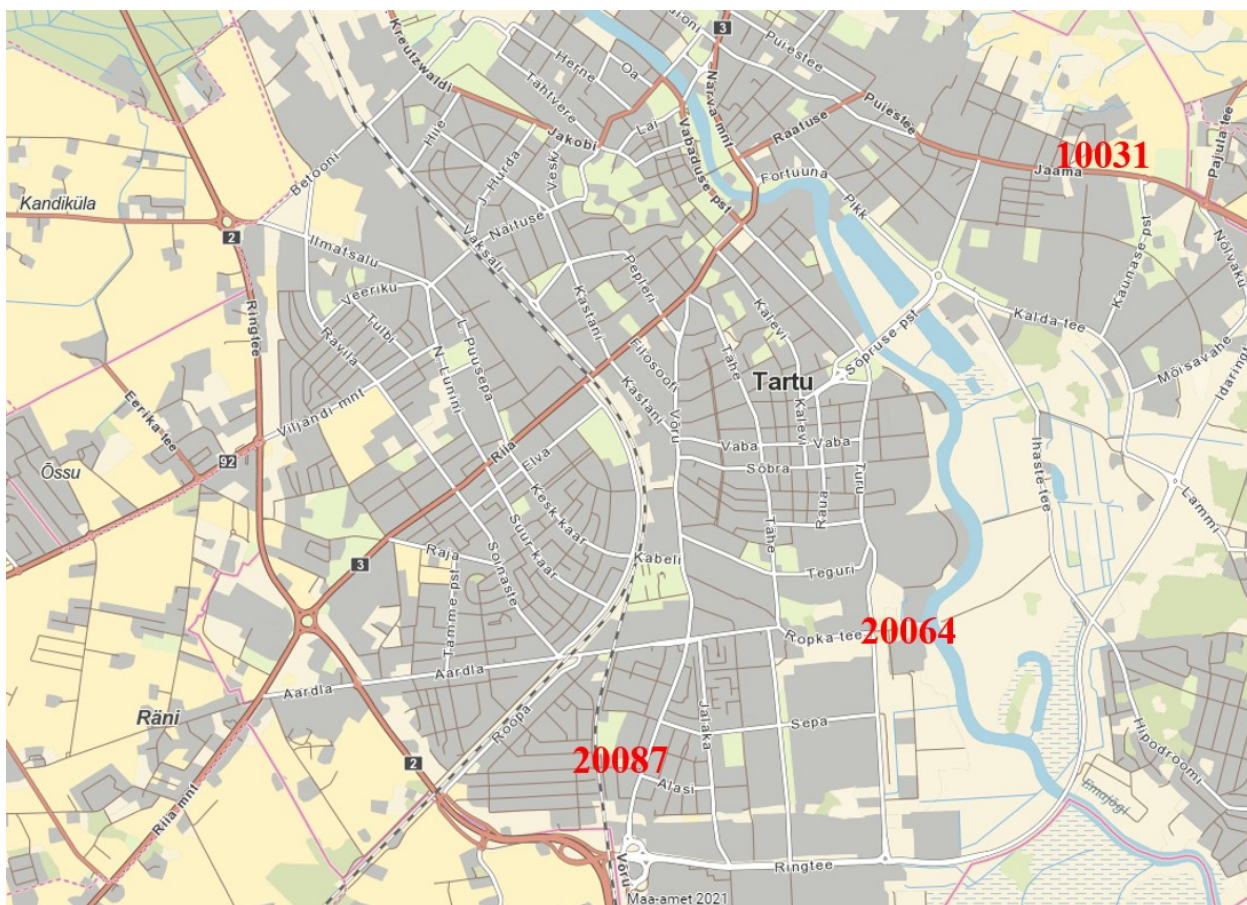 Kreutzwaldi
Herne
Oa
3
Puiestee
Tähtvere
Narva mnt
Hiie
Jakobi
Lai
Vabaduse pst
Raatuse
Puiestee
10031
Jaama
Pajula tee
Betooni
J. Hurda
Veski
Fortuuna
Kandiküla
Näituse
Pikk
Kaunase pst
Nõlvaku
2
Ilmatsalu
Vaksali
Pepleri
Veeriku
Kastani
Kalevi
Kalda tee
Ringtee
Tulbi
L. Puusepa
Filosoofi
Tähe
Sõpruse pst
Ravila
N. Lunini
Tartu
Mõisavahe
Idaringt
Eerika tee
Viljandi mnt
Kastani
Võru
Kalevi
Õssu
92
Riia
Elva
Vaba
Vaba
Ihaste tee
Sõbra
Turu
Kesk kaar
Raua
Lammi
Suur kaar
Tähe
3
Raja
Soinaste
Kabeli
Teguri
Tamme pst
Ropka tee
20064
Aardla
Aardla
Räni
Roopa
Jalaka
Sepa
Hipodroomi
2
20087
Alasi
Emajõgi
Riia mnt
Võru
Ringtee
Maa-amet 2021